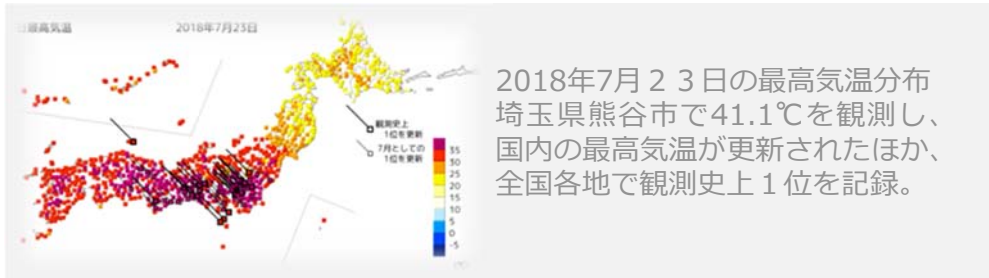 日最高気温 2018年7月23日
観測史上
1位を更新
7月としての
1位を更新
35
30
25
20
15
10
5
0
-5
2018年7月２３日の最高気温分布
埼玉県熊谷市で41.1℃を観測し、
国内の最高気温が更新されたほか、
全国各地で観測史上１位を記録。